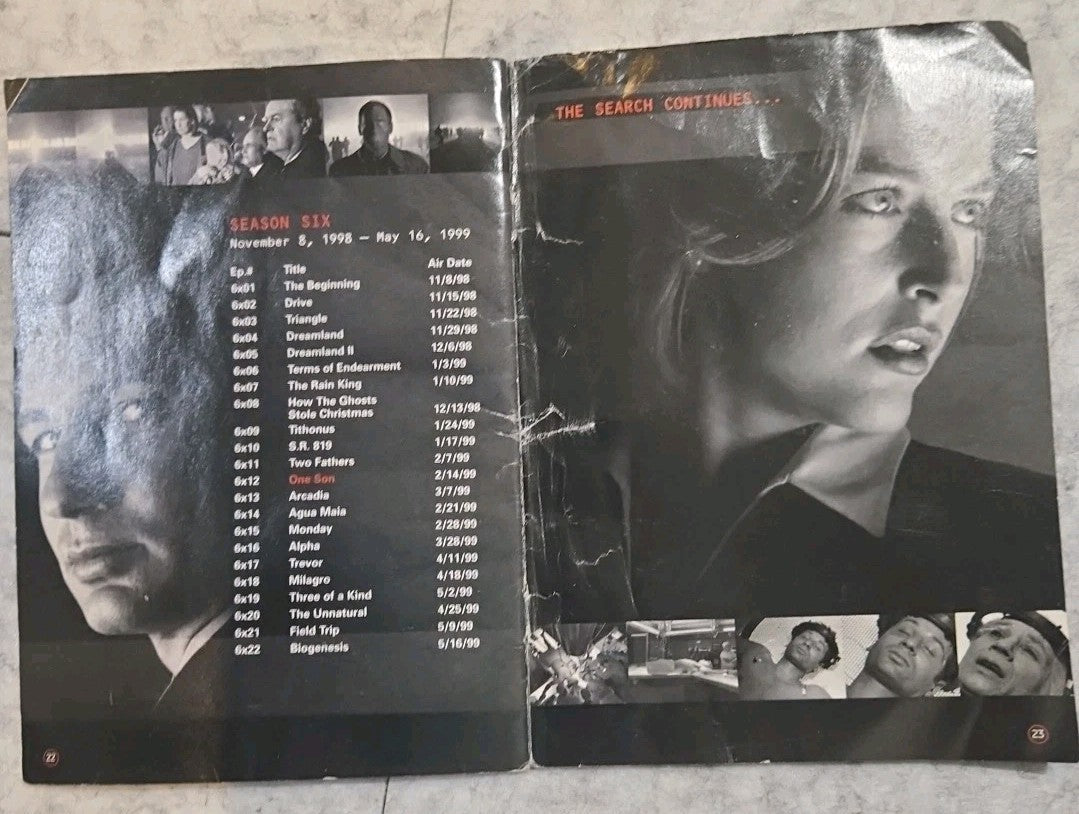 SEASON SIX
November 8, 1998 – May 16, 1999
Ep.# Title Air Date
6x01 The Beginning 11/8/98
6x02 Drive 11/15/98
6x03 Triangle 11/22/98
6x04 Dreamland 11/29/98
6x05 Dreamland II 12/6/98
6x06 Terms of Endearment 1/3/99
6x07 The Rain King 1/10/99
6x08 How The Ghosts
Stole Christmas 12/13/98
6x09 Tithonus 1/24/99
6x10 S.R. 819 1/17/99
6x11 Two Fathers 2/7/99
6x12 One Son 2/14/99
6x13 Arcadia 3/7/99
6x14 Agua Mala 2/21/99
6x15 Monday 2/28/99
6x16 Alpha 3/28/99
6x17 Trevor 4/11/99
6x18 Milagro 4/18/99
6x19 Three of a Kind 5/2/99
6x20 The Unnatural 4/25/99
6x21 Field Trip 5/9/99
6x22 Biogenesis 5/16/99
22
THE SEARCH CONTINUES...
23